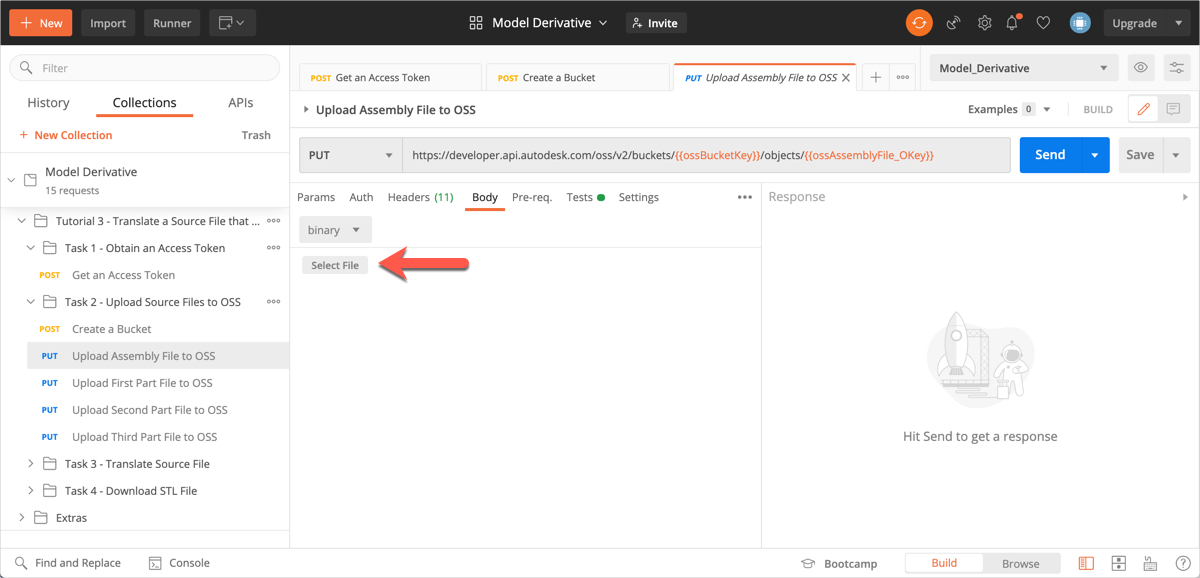 New
Import
Runner
Model Derivative
Invite
Upgrade
Filter
History
Collections
APIs
+ New Collection
Trash
Model Derivative
15 requests
Tutorial 3 - Translate a Source File that ...
Task 1 - Obtain an Access Token
POST Get an Access Token
Task 2 - Upload Source Files to OSS
POST Create a Bucket
PUT Upload Assembly File to OSS
PUT Upload First Part File to OSS
PUT Upload Second Part File to OSS
PUT Upload Third Part File to OSS
Task 3 - Translate Source File
Task 4 - Download STL File
Extras
POST Get an Access Token
POST Create a Bucket
PUT Upload Assembly File to OSS
Model_Derivative
Upload Assembly File to OSS
Examples 0
BUILD
PUT
https://developer.api.autodesk.com/oss/v2/buckets/{{ossBucketKey}}/objects/{{ossAssemblyFile_OKey}}
Send
Save
Params
Auth
Headers (11)
Body
Pre-req.
Tests
Settings
binary
Select File
Response
Hit Send to get a response
Find and Replace
Console
Bootcamp
Build
Browse